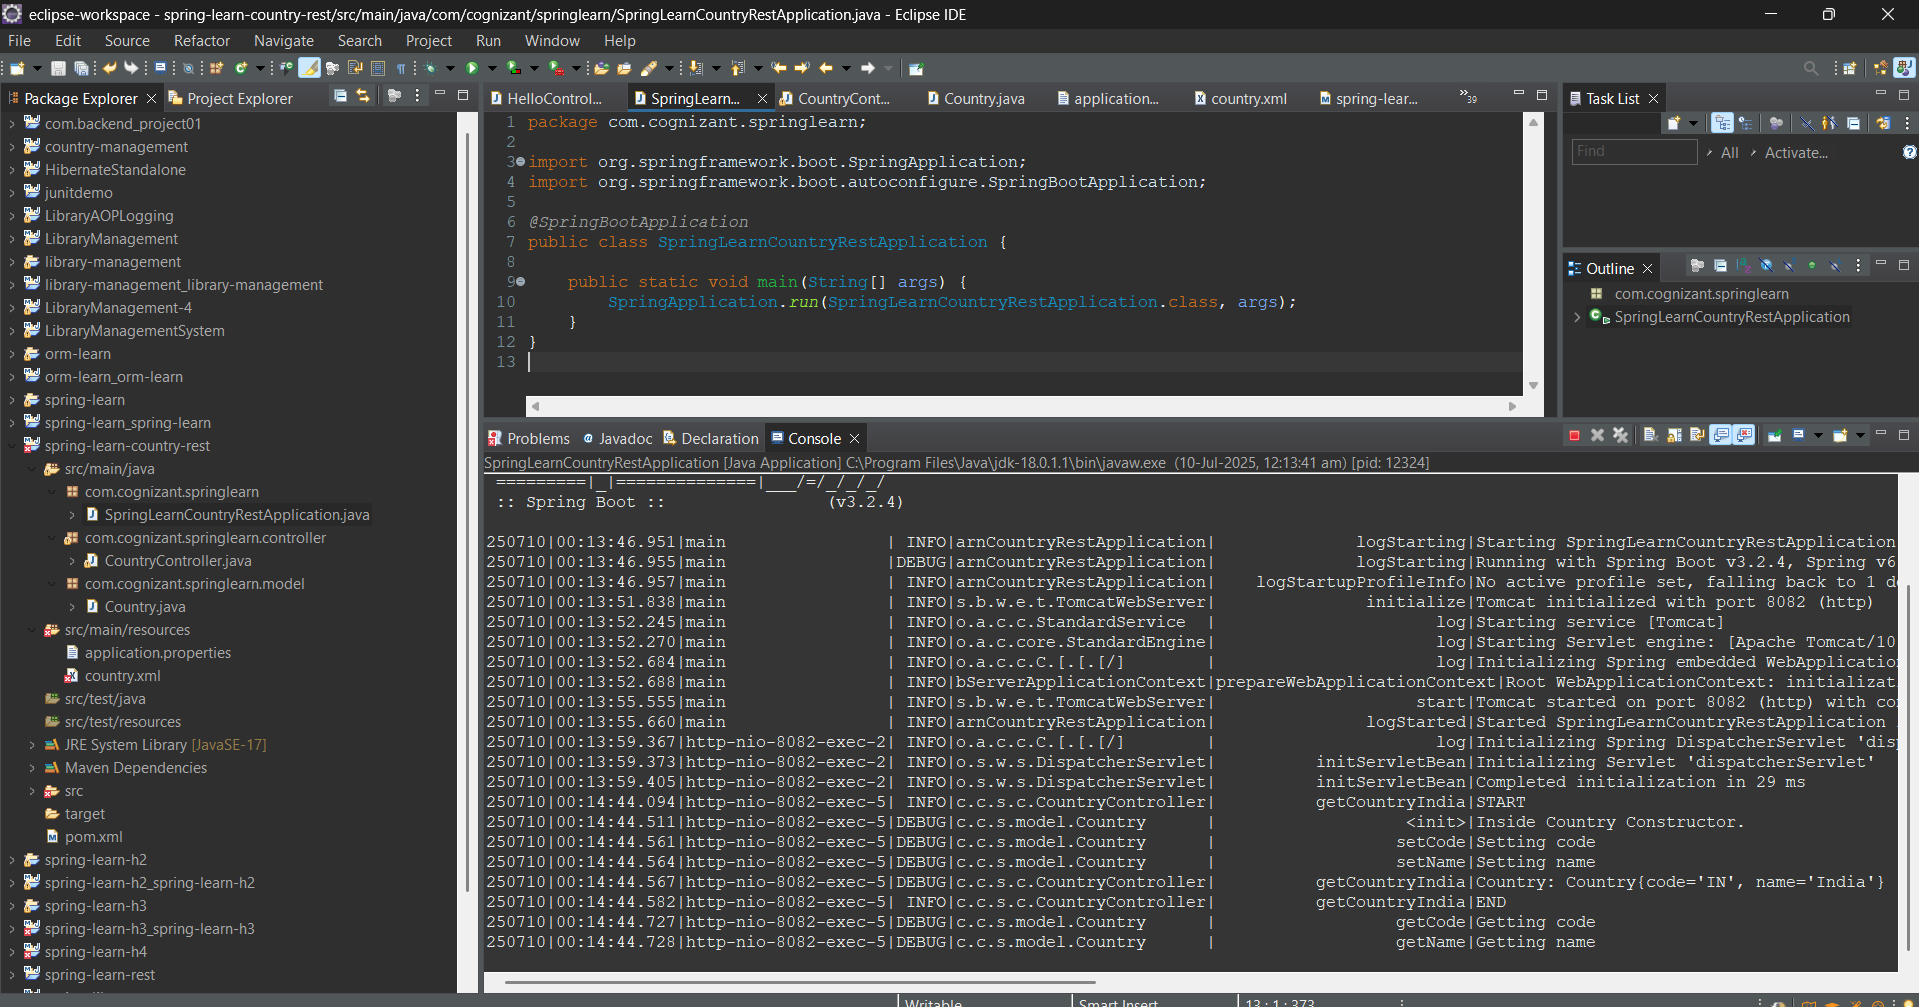 eclipse-workspace - spring-learn-country-rest/src/main/java/com/cognizant/springlearn/SpringLearnCountryRestApplication.java - Eclipse IDE
File Edit Source Refactor Navigate Search Project Run Window Help
Package Explorer
Project Explorer
com.backend_project01
country-management
HibernateStandalone
junitdemo
LibraryAOPLogging
LibraryManagement
library-management
library-management_library-management
LibraryManagement-4
LibraryManagementSystem
orm-learn
orm-learn_orm-learn
spring-learn
spring-learn_spring-learn
spring-learn-country-rest
src/main/java
com.cognizant.springlearn
SpringLearnCountryRestApplication.java
com.cognizant.springlearn.controller
CountryController.java
com.cognizant.springlearn.model
Country.java
src/main/resources
application.properties
country.xml
src/test/java
src/test/resources
JRE System Library [JavaSE-17]
Maven Dependencies
src
target
pom.xml
spring-learn-h2
spring-learn-h2_spring-learn-h2
spring-learn-h3
spring-learn-h3_spring-learn-h3
spring-learn-h4
spring-learn-rest
HelloControl... SpringLearn... CountryCont... Country.java application... country.xml spring-lear... »39
1 package com.cognizant.springlearn;
2
3 import org.springframework.boot.SpringApplication;
4 import org.springframework.boot.autoconfigure.SpringBootApplication;
5
6 @SpringBootApplication
7 public class SpringLearnCountryRestApplication {
8
9 public static void main(String[] args) {
10 SpringApplication.run(SpringLearnCountryRestApplication.class, args);
11 }
12 }
13
Task List
Find All Activate...
Outline
com.cognizant.springlearn
SpringLearnCountryRestApplication
Problems Javadoc Declaration Console
SpringLearnCountryRestApplication [Java Application] C:\Program Files\Java\jdk-18.0.1.1\bin\javaw.exe (10-Jul-2025, 12:13:41 am) [pid: 12324]
=========|_|==============|___/=/_/_/_/
:: Spring Boot :: (v3.2.4)
250710|00:13:46.951|main | INFO|arnCountryRestApplication| logStarting|Starting SpringLearnCountryRestApplication
250710|00:13:46.955|main |DEBUG|arnCountryRestApplication| logStarting|Running with Spring Boot v3.2.4, Spring v6
250710|00:13:46.957|main | INFO|arnCountryRestApplication| logStartupProfileInfo|No active profile set, falling back to 1 d
250710|00:13:51.838|main | INFO|s.b.w.e.t.TomcatWebServer| initialize|Tomcat initialized with port 8082 (http)
250710|00:13:52.245|main | INFO|o.a.c.c.StandardService | log|Starting service [Tomcat]
250710|00:13:52.270|main | INFO|o.a.c.core.StandardEngine| log|Starting Servlet engine: [Apache Tomcat/10
250710|00:13:52.684|main | INFO|o.a.c.c.C.[.[.[/] | log|Initializing Spring embedded WebApplicatio
250710|00:13:52.688|main | INFO|bServerApplicationContext|prepareWebApplicationContext|Root WebApplicationContext: initializat
250710|00:13:55.555|main | INFO|s.b.w.e.t.TomcatWebServer| start|Tomcat started on port 8082 (http) with co
250710|00:13:55.660|main | INFO|arnCountryRestApplication| logStarted|Started SpringLearnCountryRestApplication
250710|00:13:59.367|http-nio-8082-exec-2| INFO|o.a.c.c.C.[.[.[/] | log|Initializing Spring DispatcherServlet 'disp
250710|00:13:59.373|http-nio-8082-exec-2| INFO|o.s.w.s.DispatcherServlet| initServletBean|Initializing Servlet 'dispatcherServlet'
250710|00:13:59.405|http-nio-8082-exec-2| INFO|o.s.w.s.DispatcherServlet| initServletBean|Completed initialization in 29 ms
250710|00:14:44.094|http-nio-8082-exec-5| INFO|c.c.s.c.CountryController| getCountryIndia|START
250710|00:14:44.511|http-nio-8082-exec-5|DEBUG|c.c.s.model.Country | <init>|Inside Country Constructor.
250710|00:14:44.561|http-nio-8082-exec-5|DEBUG|c.c.s.model.Country | setCode|Setting code
250710|00:14:44.564|http-nio-8082-exec-5|DEBUG|c.c.s.model.Country | setName|Setting name
250710|00:14:44.567|http-nio-8082-exec-5|DEBUG|c.c.s.c.CountryController| getCountryIndia|Country: Country{code='IN', name='India'}
250710|00:14:44.582|http-nio-8082-exec-5| INFO|c.c.s.c.CountryController| getCountryIndia|END
250710|00:14:44.727|http-nio-8082-exec-5|DEBUG|c.c.s.model.Country | getCode|Getting code
250710|00:14:44.728|http-nio-8082-exec-5|DEBUG|c.c.s.model.Country | getName|Getting name
Writable Smart Insert 13 : 1 : 373